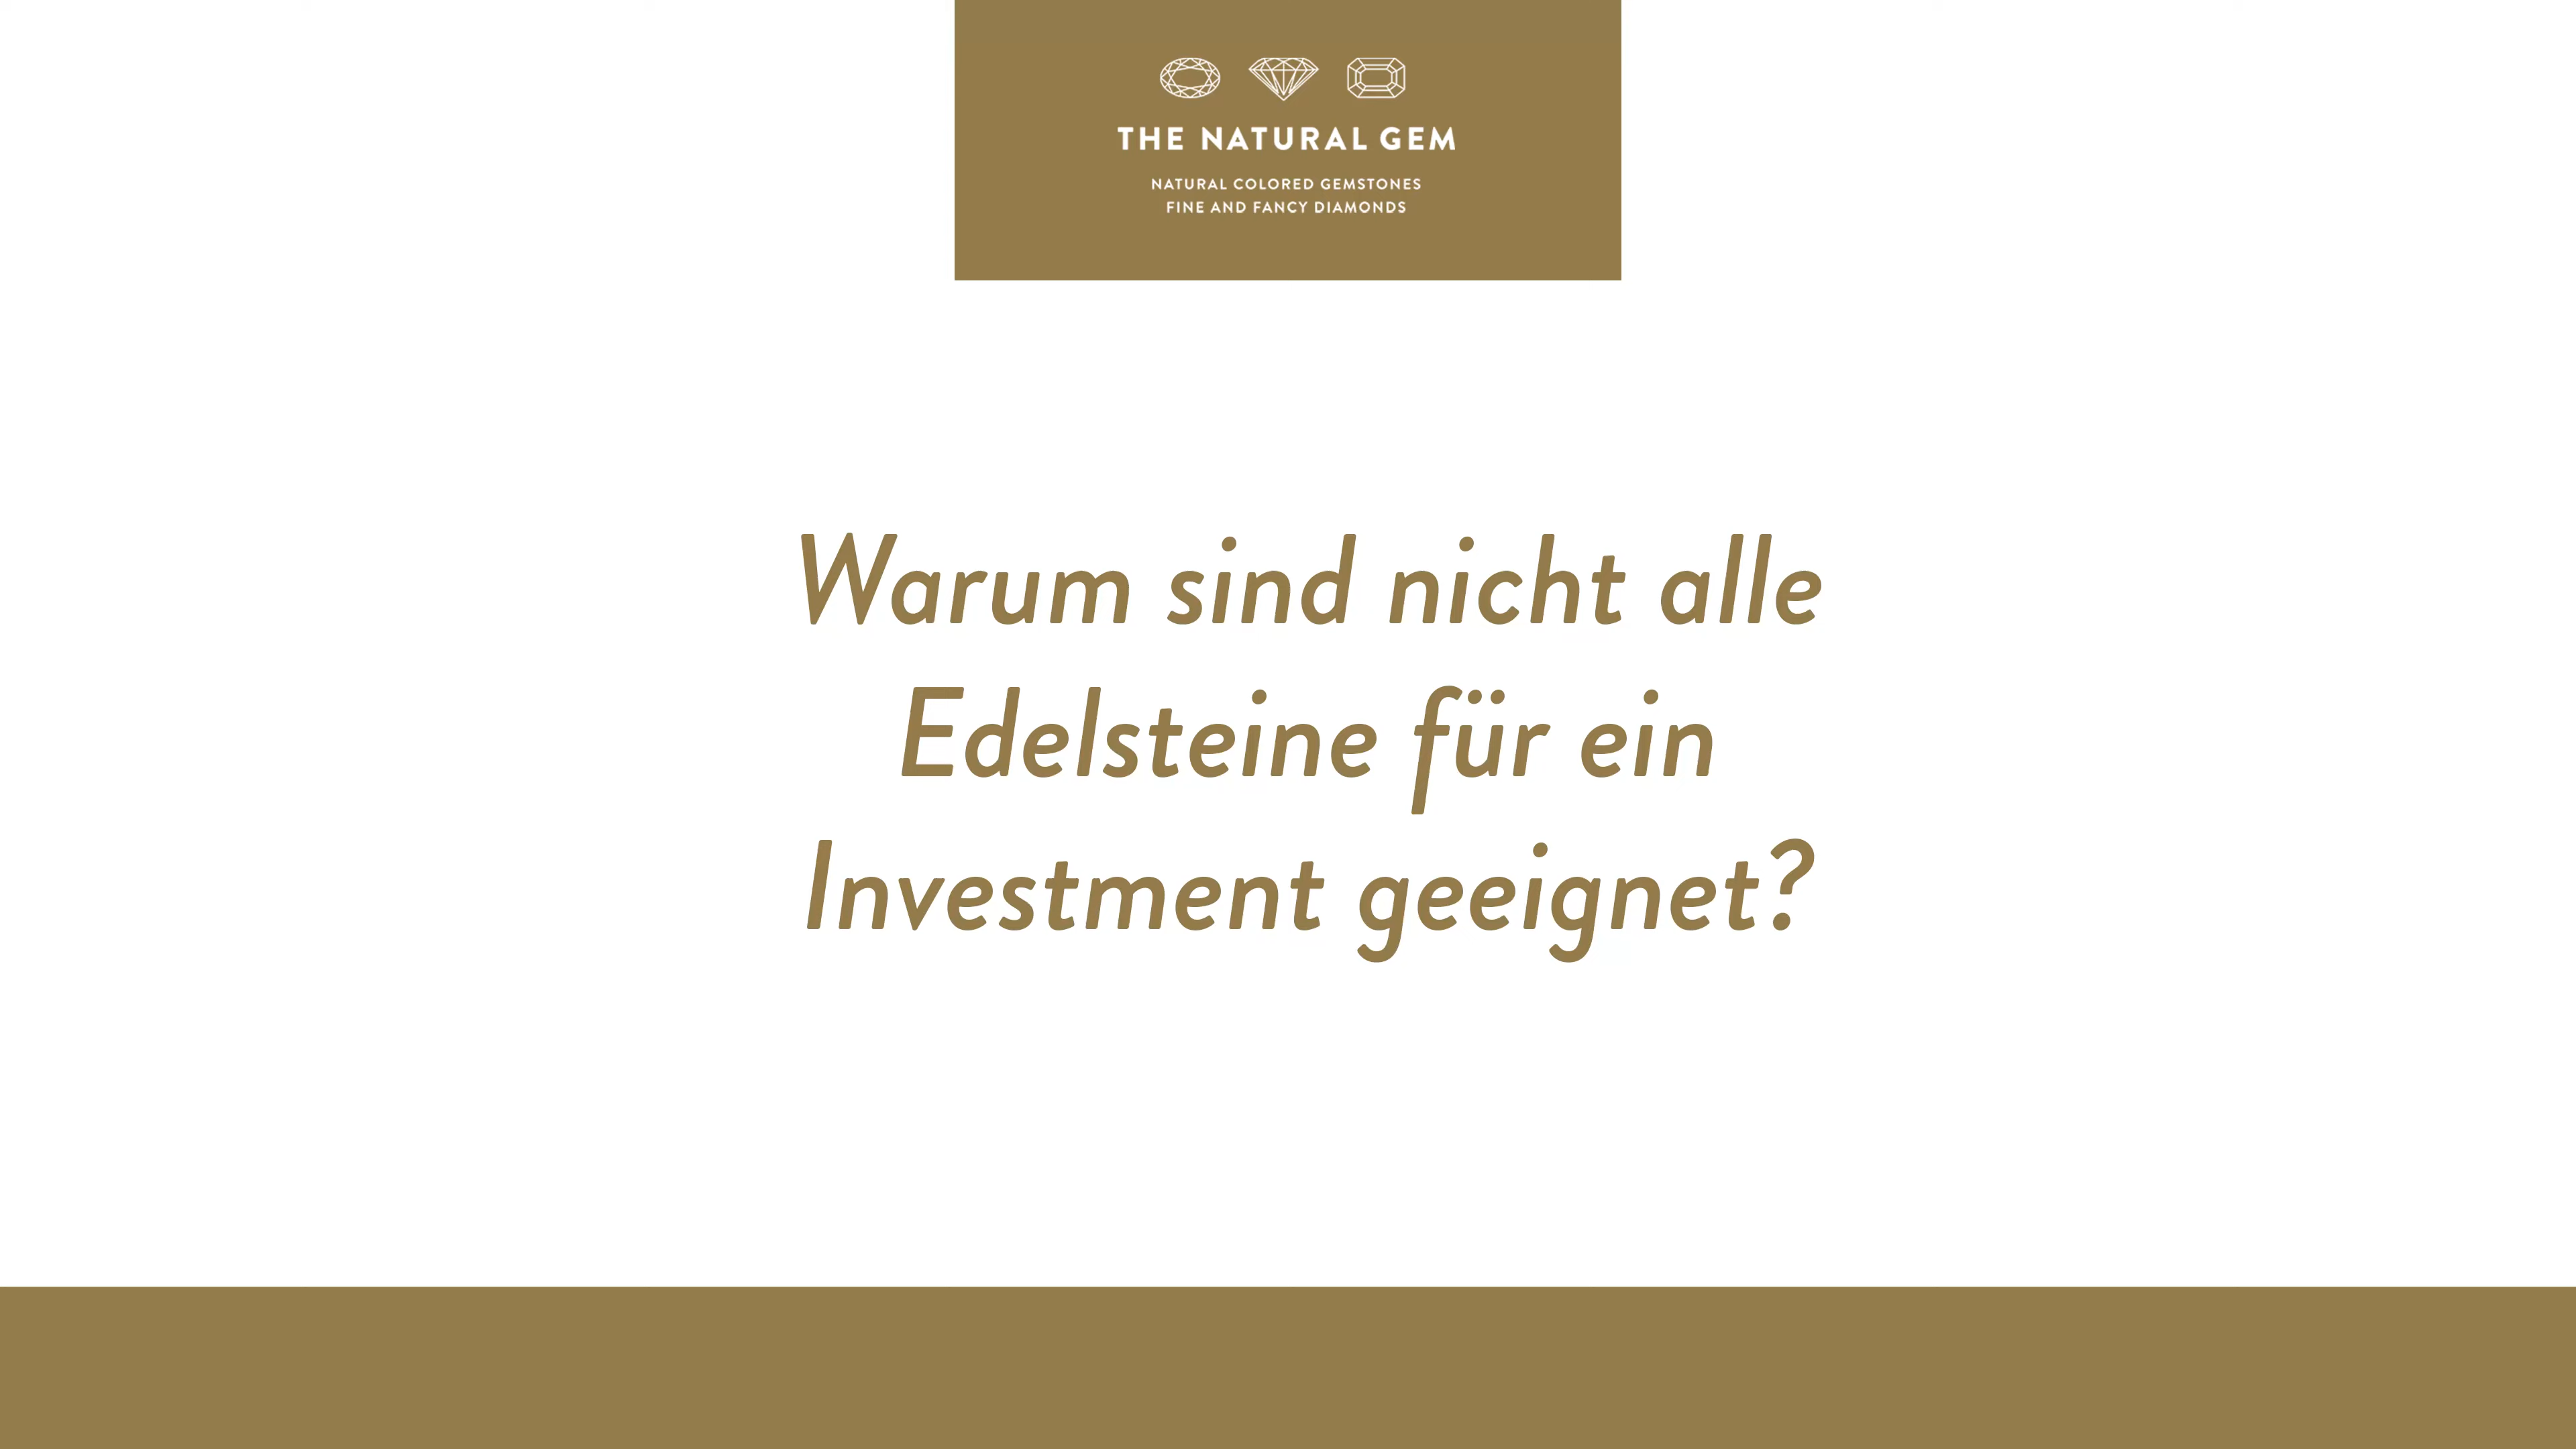 THE NATURAL GEM
NATURAL COLORED GEMSTONES
FINE AND FANCY DIAMONDS
Warum sind nicht alle
Edelsteine für ein
Investment geeignet?